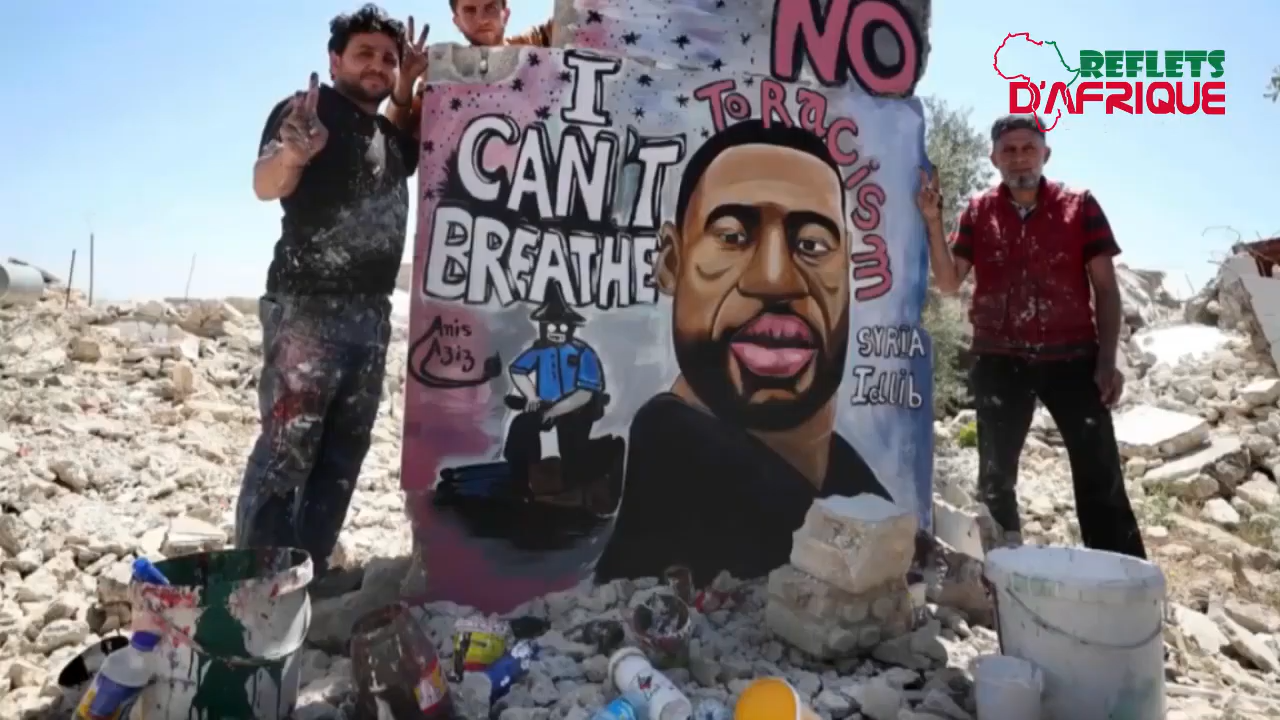 I
CAN'T
BREATHE
NO
To RaCism
Anis
Aziz
SYRIA
Idlib
REFLETS
D'AFRIQUE